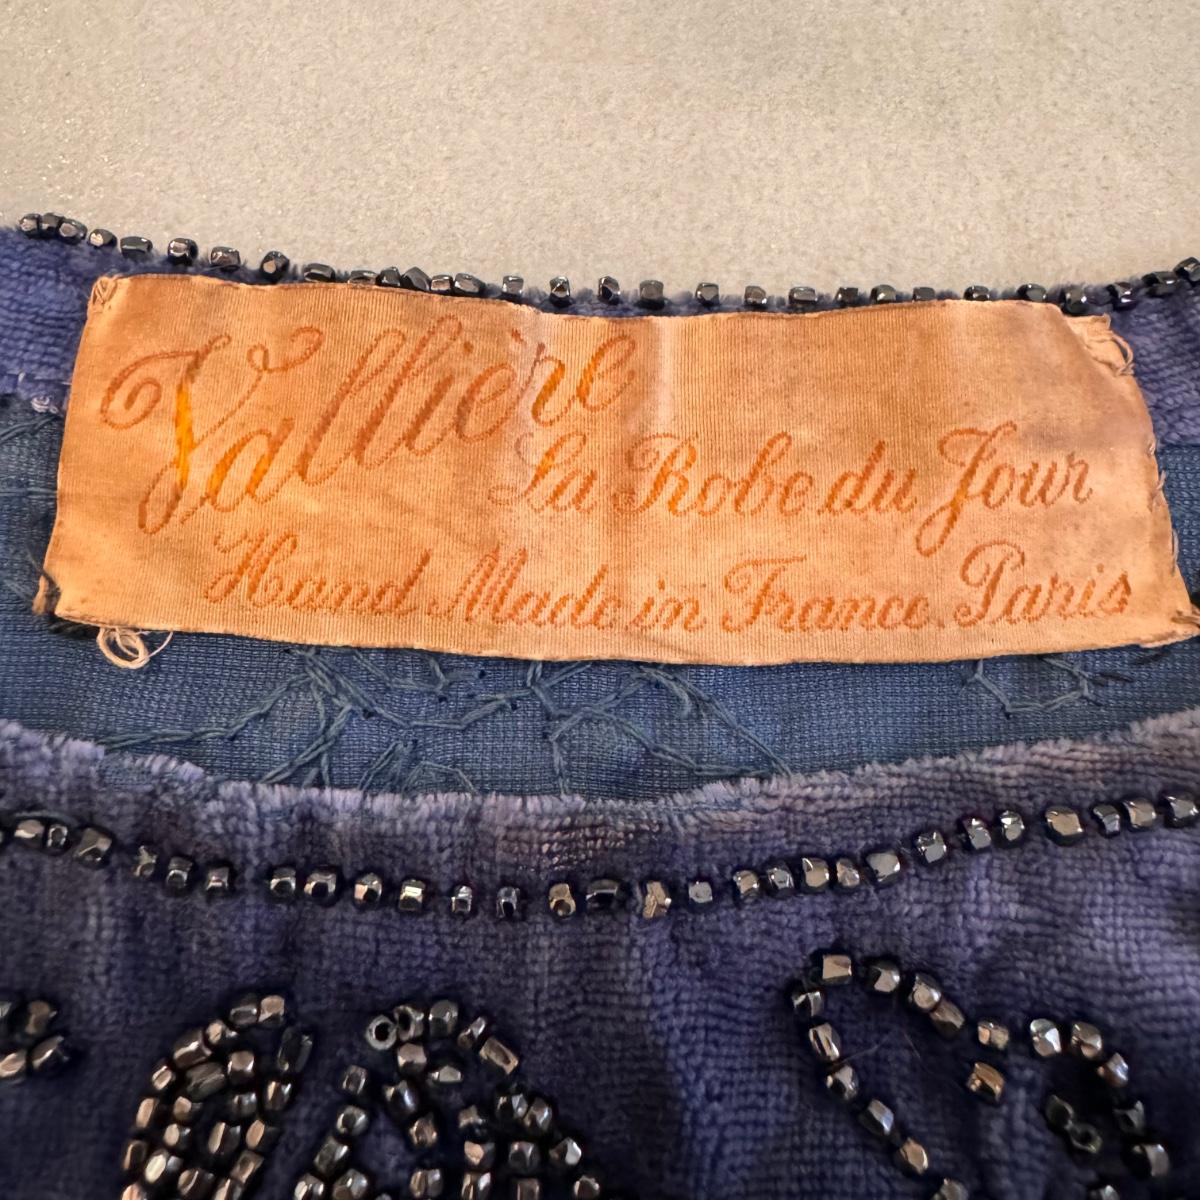 Vallière
La Robe du Jour
Hand Made in France. Paris